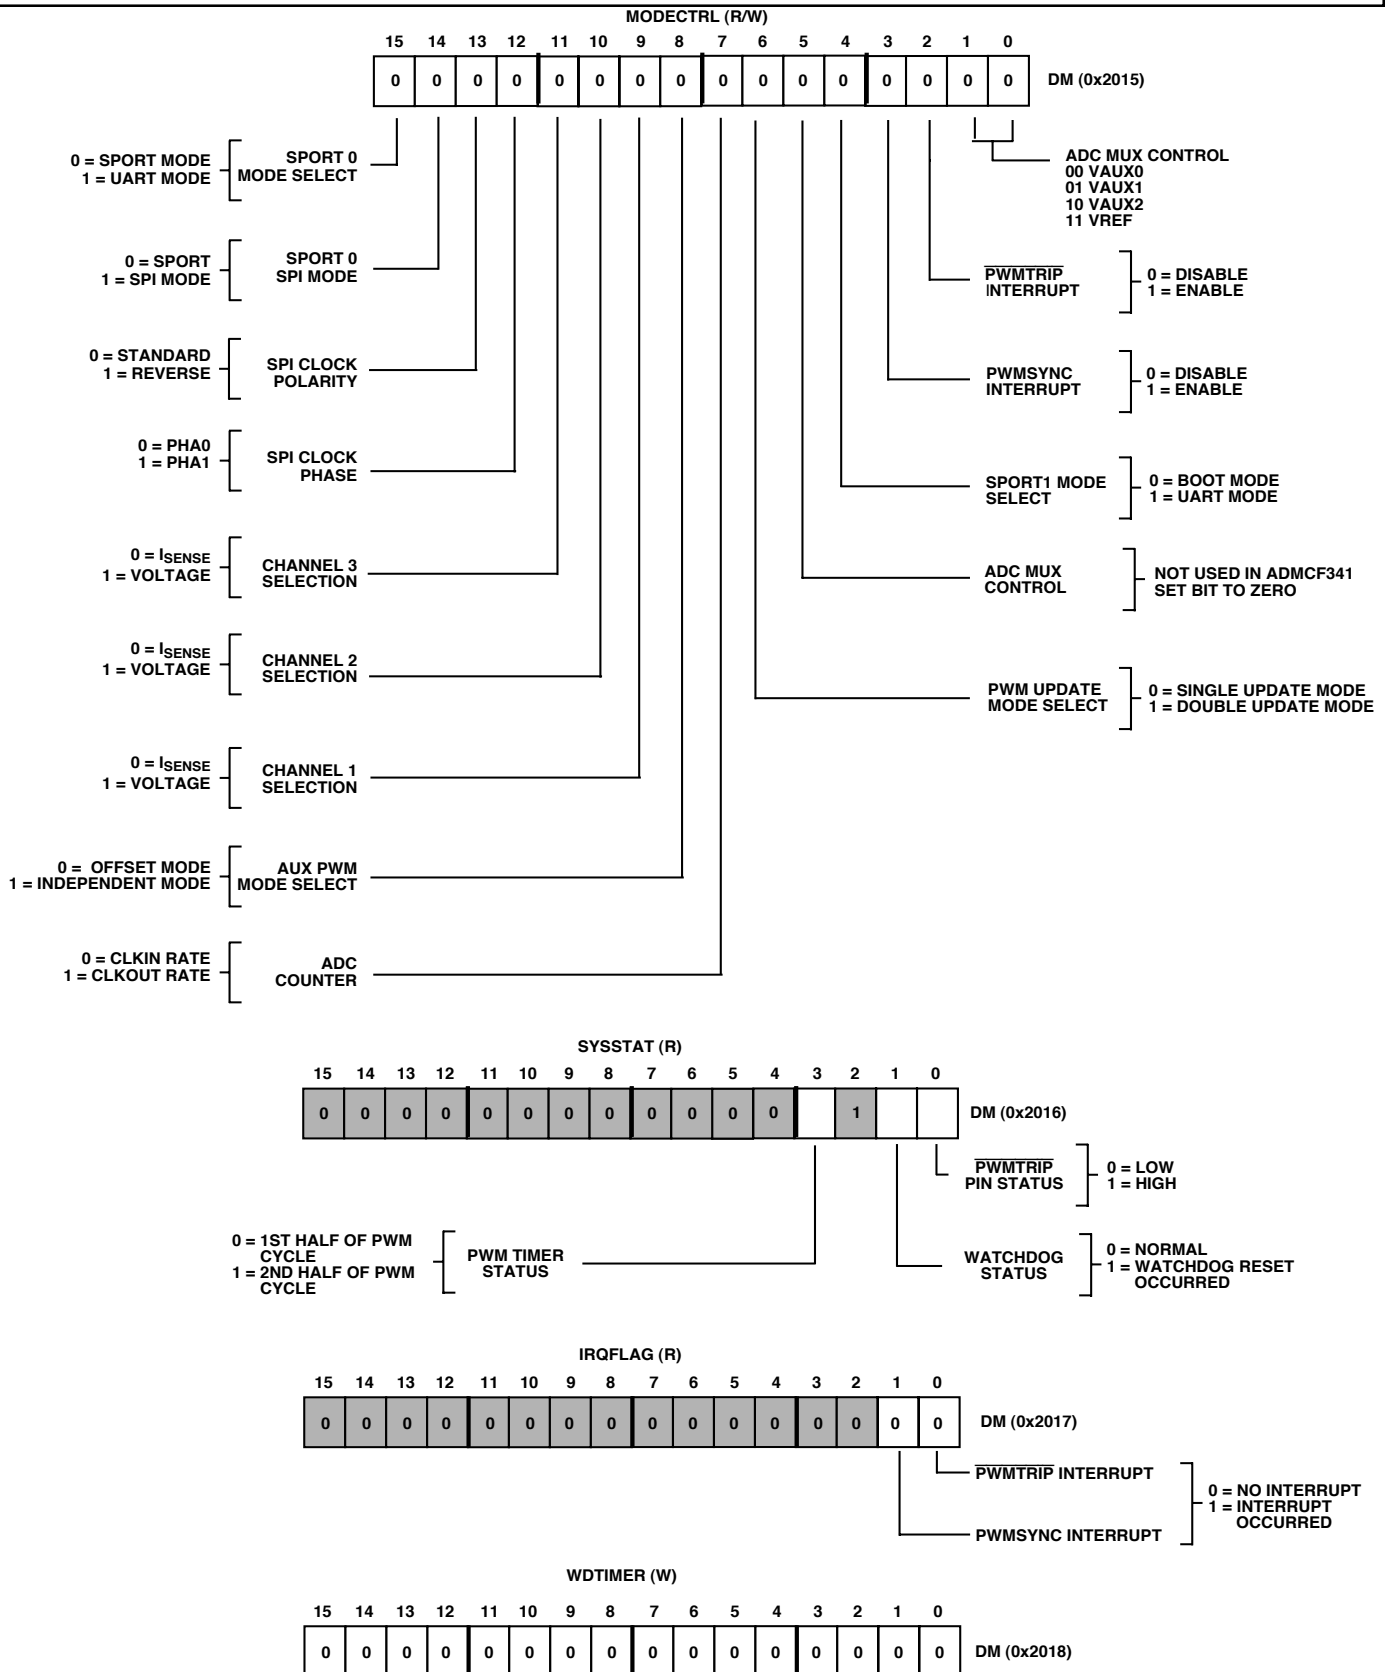 MODECTRL (R/W)
15 14 13 12 11 10 9 8 7 6 5 4 3 2 1 0
0 0 0 0 0 0 0 0 0 0 0 0 0 0 0 0 DM (0x2015)
0 = SPORT MODE
1 = UART MODE
SPORT 0
MODE SELECT
ADC MUX CONTROL
00 VAUX0
01 VAUX1
10 VAUX2
11 VREF
0 = SPORT
1 = SPI MODE
SPORT 0
SPI MODE
PWMTRIP
INTERRUPT
0 = DISABLE
1 = ENABLE
0 = STANDARD
1 = REVERSE
SPI CLOCK
POLARITY
PWMSYNC
INTERRUPT
0 = DISABLE
1 = ENABLE
0 = PHA0
1 = PHA1
SPI CLOCK
PHASE
SPORT1 MODE
SELECT
0 = BOOT MODE
1 = UART MODE
0 = ISENSE
1 = VOLTAGE
CHANNEL 3
SELECTION
ADC MUX
CONTROL
NOT USED IN ADMCF341
SET BIT TO ZERO
0 = ISENSE
1 = VOLTAGE
CHANNEL 2
SELECTION
PWM UPDATE
MODE SELECT
0 = SINGLE UPDATE MODE
1 = DOUBLE UPDATE MODE
0 = ISENSE
1 = VOLTAGE
CHANNEL 1
SELECTION
0 = OFFSET MODE
1 = INDEPENDENT MODE
AUX PWM
MODE SELECT
0 = CLKIN RATE
1 = CLKOUT RATE
ADC
COUNTER
SYSSTAT (R)
15 14 13 12 11 10 9 8 7 6 5 4 3 2 1 0
0 0 0 0 0 0 0 0 0 0 0 0 1 DM (0x2016)
PWMTRIP
PIN STATUS
0 = LOW
1 = HIGH
0 = 1ST HALF OF PWM
CYCLE
1 = 2ND HALF OF PWM
CYCLE
PWM TIMER
STATUS
WATCHDOG
STATUS
0 = NORMAL
1 = WATCHDOG RESET
OCCURRED
IRQFLAG (R)
15 14 13 12 11 10 9 8 7 6 5 4 3 2 1 0
0 0 0 0 0 0 0 0 0 0 0 0 0 0 0 0 DM (0x2017)
PWMTRIP INTERRUPT
PWMSYNC INTERRUPT
0 = NO INTERRUPT
1 = INTERRUPT
OCCURRED
WDTIMER (W)
15 14 13 12 11 10 9 8 7 6 5 4 3 2 1 0
0 0 0 0 0 0 0 0 0 0 0 0 0 0 0 0 DM (0x2018)